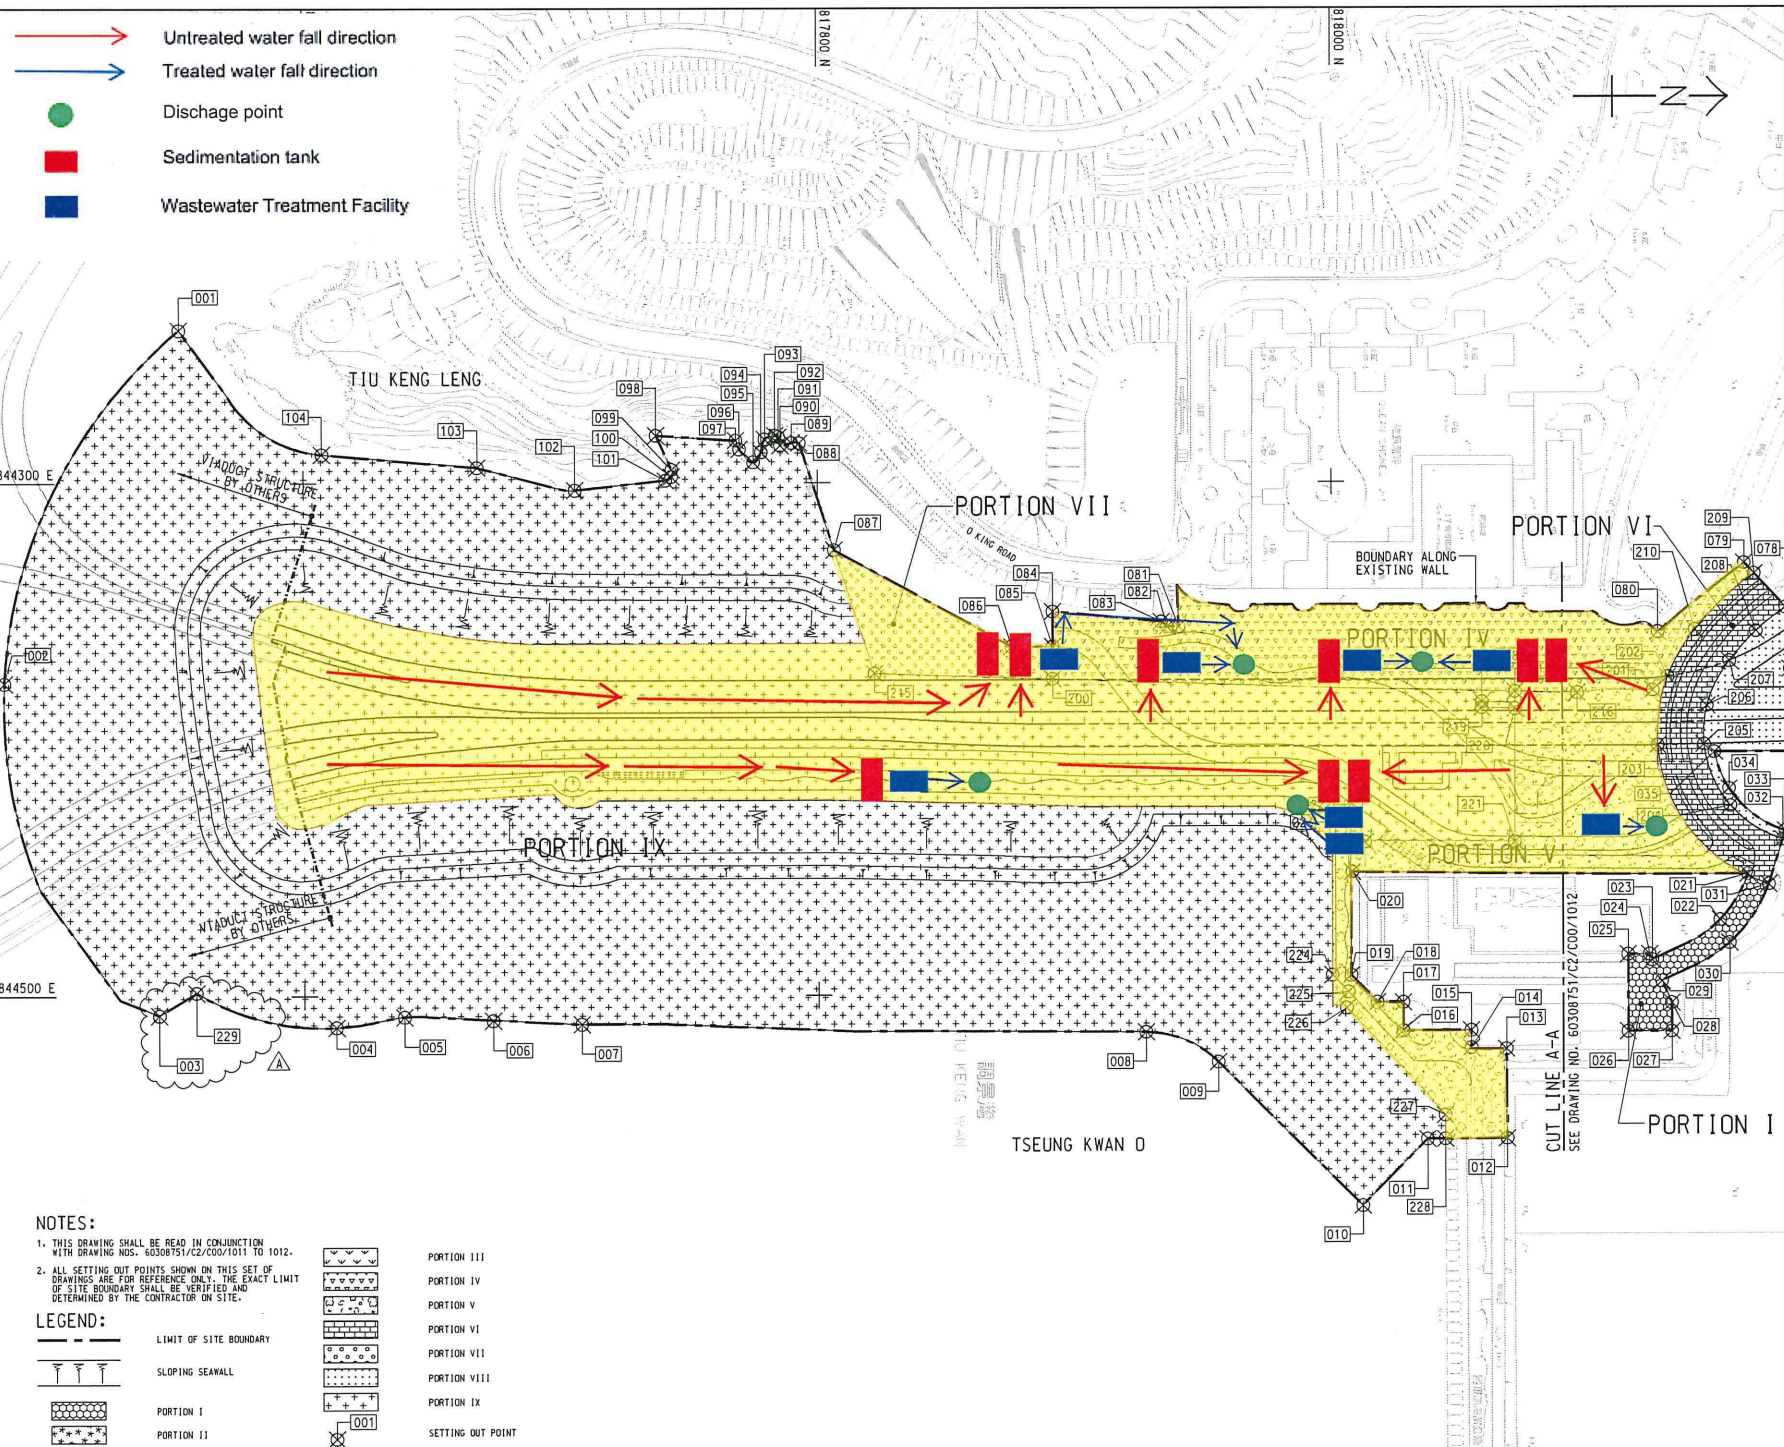 Untreated water fall direction
Treated water fall direction
Dischage point
Sedimentation tank
Wastewater Treatment Facility
817800 N
818000 N
N
001
TIU KENG LENG
104
103
102
098
099
100
101
097
096
095
094
093
092
091
090
089
088
087
844300 E
VIADUCT STRUCTURE
BY OTHERS
002
PORTION VII
O KING ROAD
086
085
084
083
082
081
BOUNDARY ALONG
EXISTING WALL
PORTION VI
210
209
079
078
208
080
PORTION IV
202
201
207
206
205
215
200
219
220
216
203
035
034
033
032
221
PORTION IX
PORTION V
VIADUCT STRUCTURE
BY OTHERS
844500 E
003
229
A
004
005
006
007
008
009
010
011
228
012
227
224
225
226
020
019
018
017
016
015
014
013
021
031
022
023
024
025
030
029
028
026
027
PORTION I
CUT LINE A-A
SEE DRAWING NO. 60308751/C2/C00/1012
TIU KENG WAN
TSEUNG KWAN O
NOTES:
1. THIS DRAWING SHALL BE READ IN CONJUNCTION
WITH DRAWING NOS. 60308751/C2/C00/1011 TO 1012.
2. ALL SETTING OUT POINTS SHOWN ON THIS SET OF
DRAWINGS ARE FOR REFERENCE ONLY. THE EXACT LIMIT
OF SITE BOUNDARY SHALL BE VERIFIED AND
DETERMINED BY THE CONTRACTOR ON SITE.
LEGEND:
LIMIT OF SITE BOUNDARY
SLOPING SEAWALL
PORTION I
PORTION II
PORTION III
PORTION IV
PORTION V
PORTION VI
PORTION VII
PORTION VIII
PORTION IX
001
SETTING OUT POINT